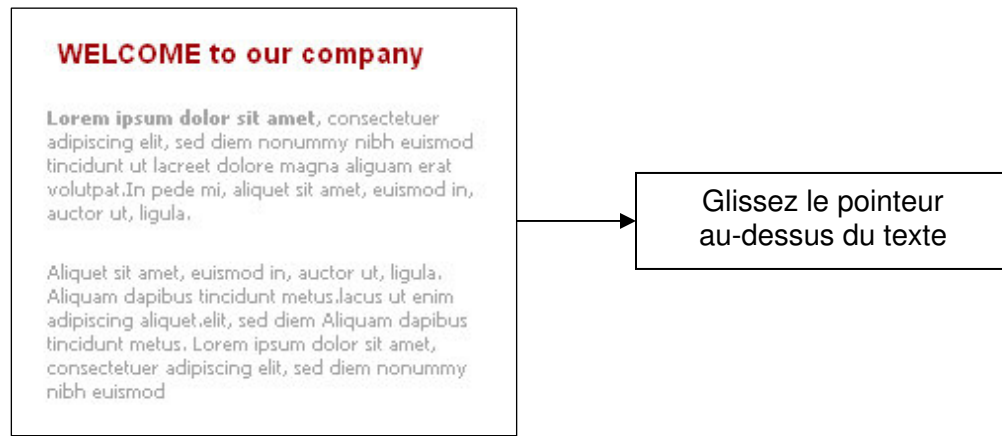 WELCOME to our company
Lorem ipsum dolor sit amet, consectetuer
adipiscing elit, sed diem nonummy nibh euismod
tincidunt ut lacreet dolore magna aliguam erat
volutpat.In pede mi, aliquet sit amet, euismod in,
auctor ut, ligula.
Aliquet sit amet, euismod in, auctor ut, ligula.
Aliquam dapibus tincidunt metus.lacus ut enim
adipiscing aliquet.elit, sed diem Aliquam dapibus
tincidunt metus. Lorem ipsum dolor sit amet,
consectetuer adipiscing elit, sed diem nonummy
nibh euismod
Glissez le pointeur
au-dessus du texte